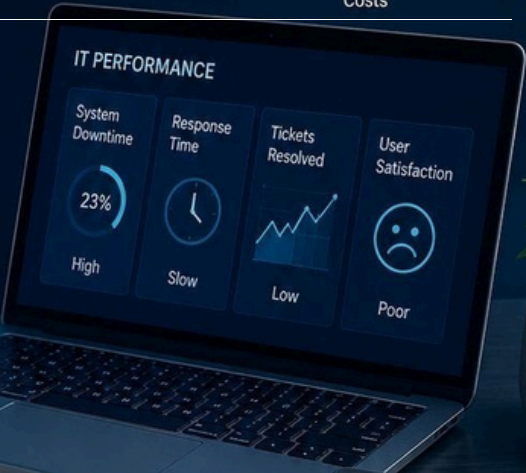 Costs
IT PERFORMANCE
System
Downtime
23%
High
Response
Time
Slow
Tickets
Resolved
Low
User
Satisfaction
Poor